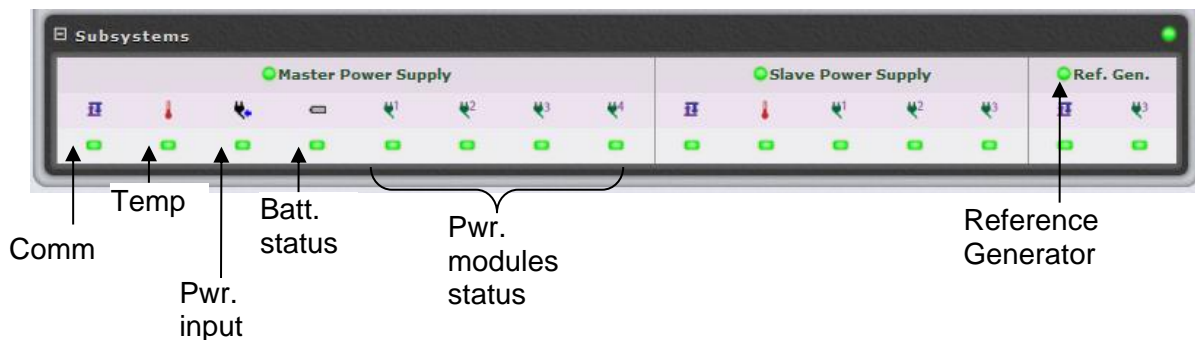 Subsystems
Master Power Supply Slave Power Supply Ref. Gen.
1 2 3 4 1 2 3 3
Comm
Temp
Pwr.
input
Batt.
status
Pwr.
modules
status
Reference
Generator